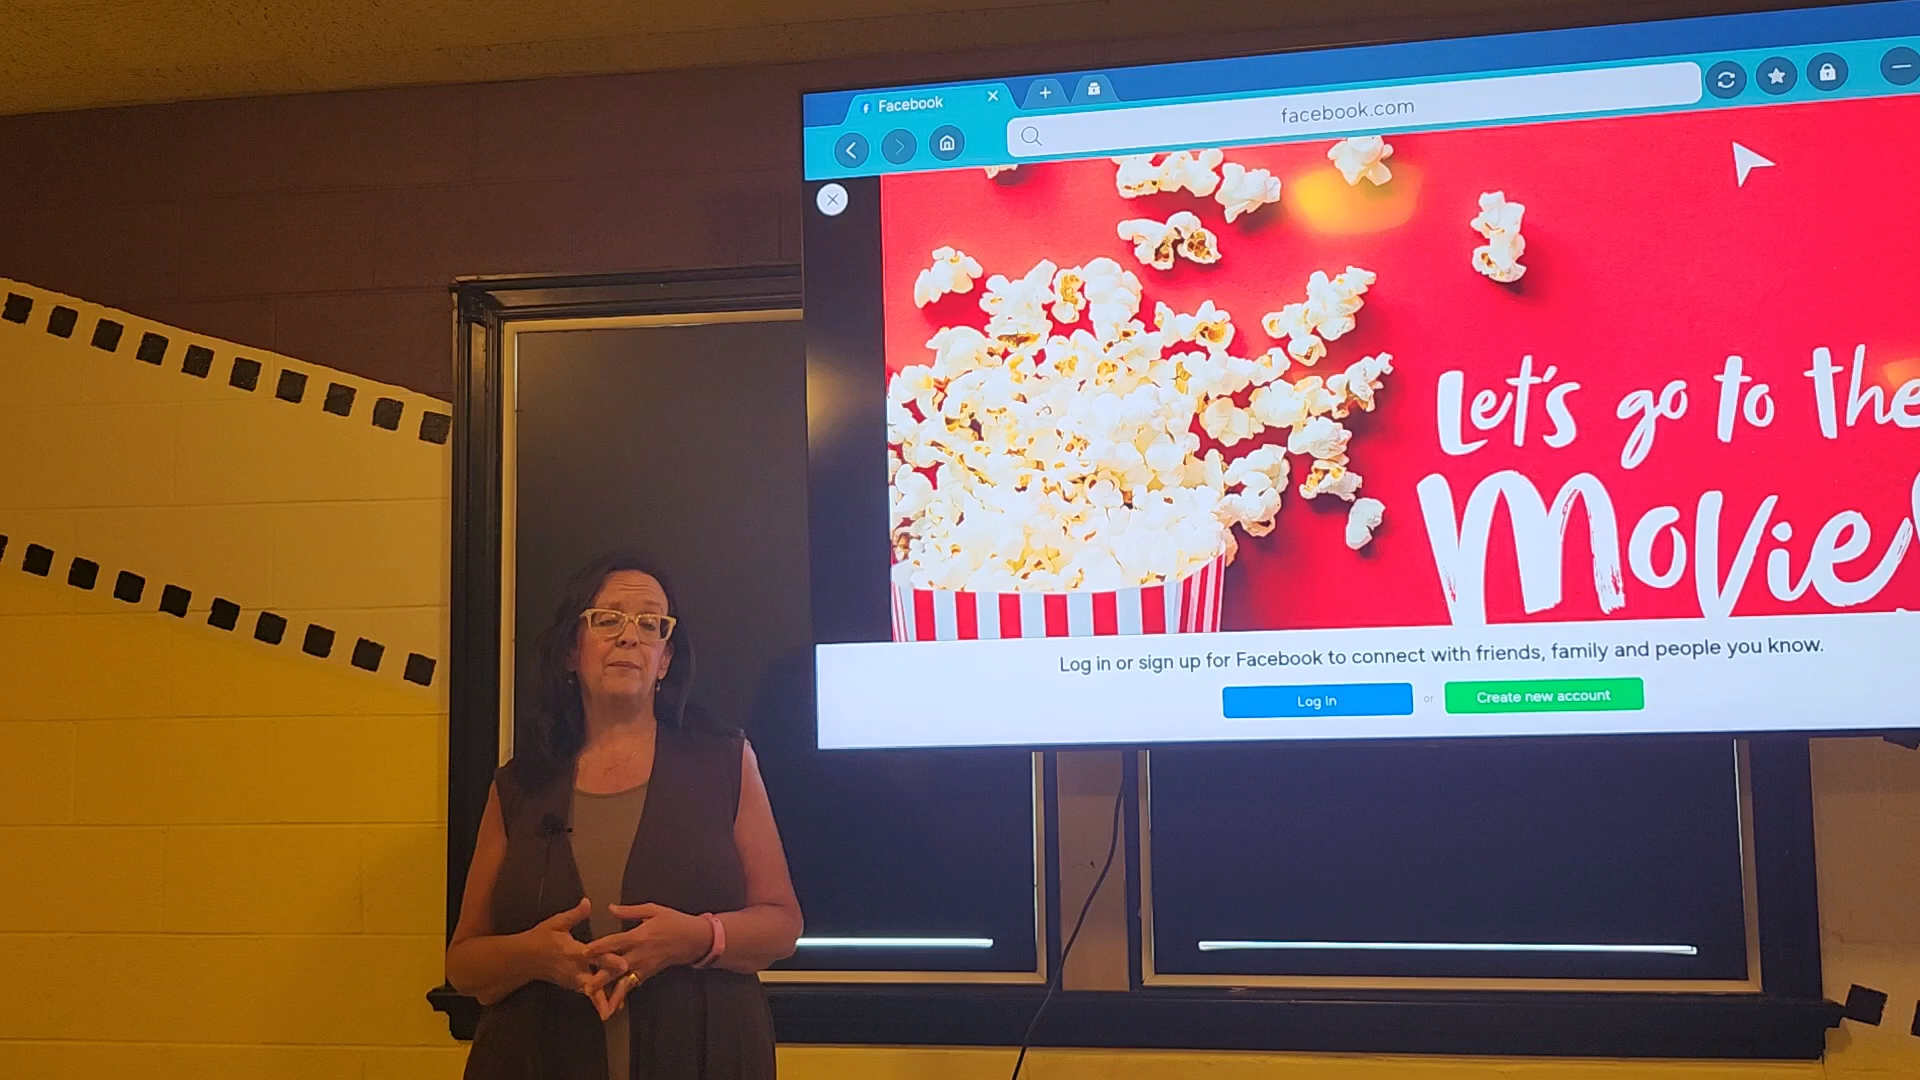 Facebook
facebook.com
Let's go to the
Movie
Log in or sign up for Facebook to connect with friends, family and people you know.
Log In or Create new account